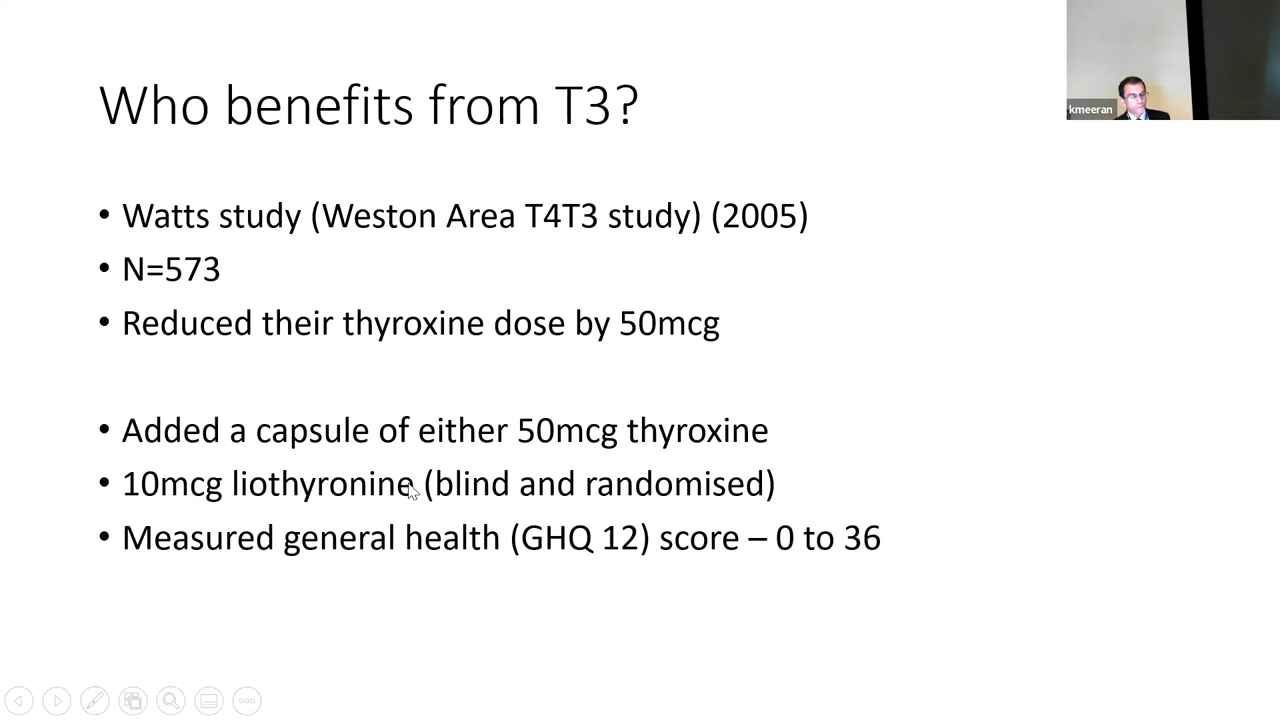 kmeeran
Who benefits from T3?
• Watts study (Weston Area T4T3 study) (2005)
• N=573
• Reduced their thyroxine dose by 50mcg
• Added a capsule of either 50mcg thyroxine
• 10mcg liothyronine (blind and randomised)
• Measured general health (GHQ 12) score – 0 to 36